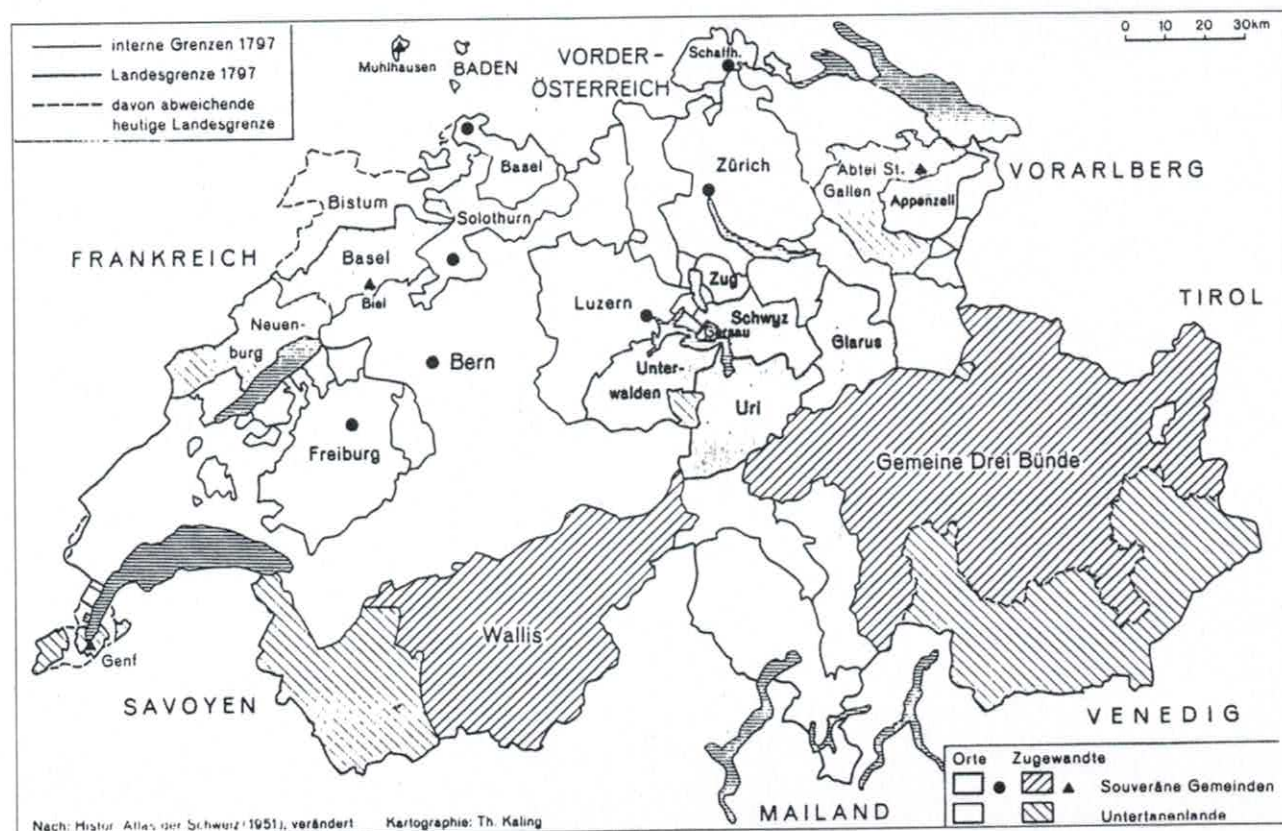 interne Grenzen 1797
Landesgrenze 1797
davon abweichende
heutige Landesgrenze
0 10 20 30km
Mühlhausen
BADEN
VORDER-
ÖSTERREICH
Schaffh.
Basel
Zürich
Abtei St.
Gallen
Appenzell
VORARLBERG
Bistum
Basel
Solothurn
FRANKREICH
Biel
Zug
Luzern
Schwyz
Gersau
Glarus
TIROL
Neuen-
burg
Bern
Unter-
walden
Uri
Freiburg
Gemeine Drei Bünde
Wallis
Genf
SAVOYEN
VENEDIG
MAILAND
Orte Zugewandte
Souveräne Gemeinden
Untertanenlande
Nach: Histor. Atlas der Schweiz (1951), verändert Kartographie: Th. Kaling